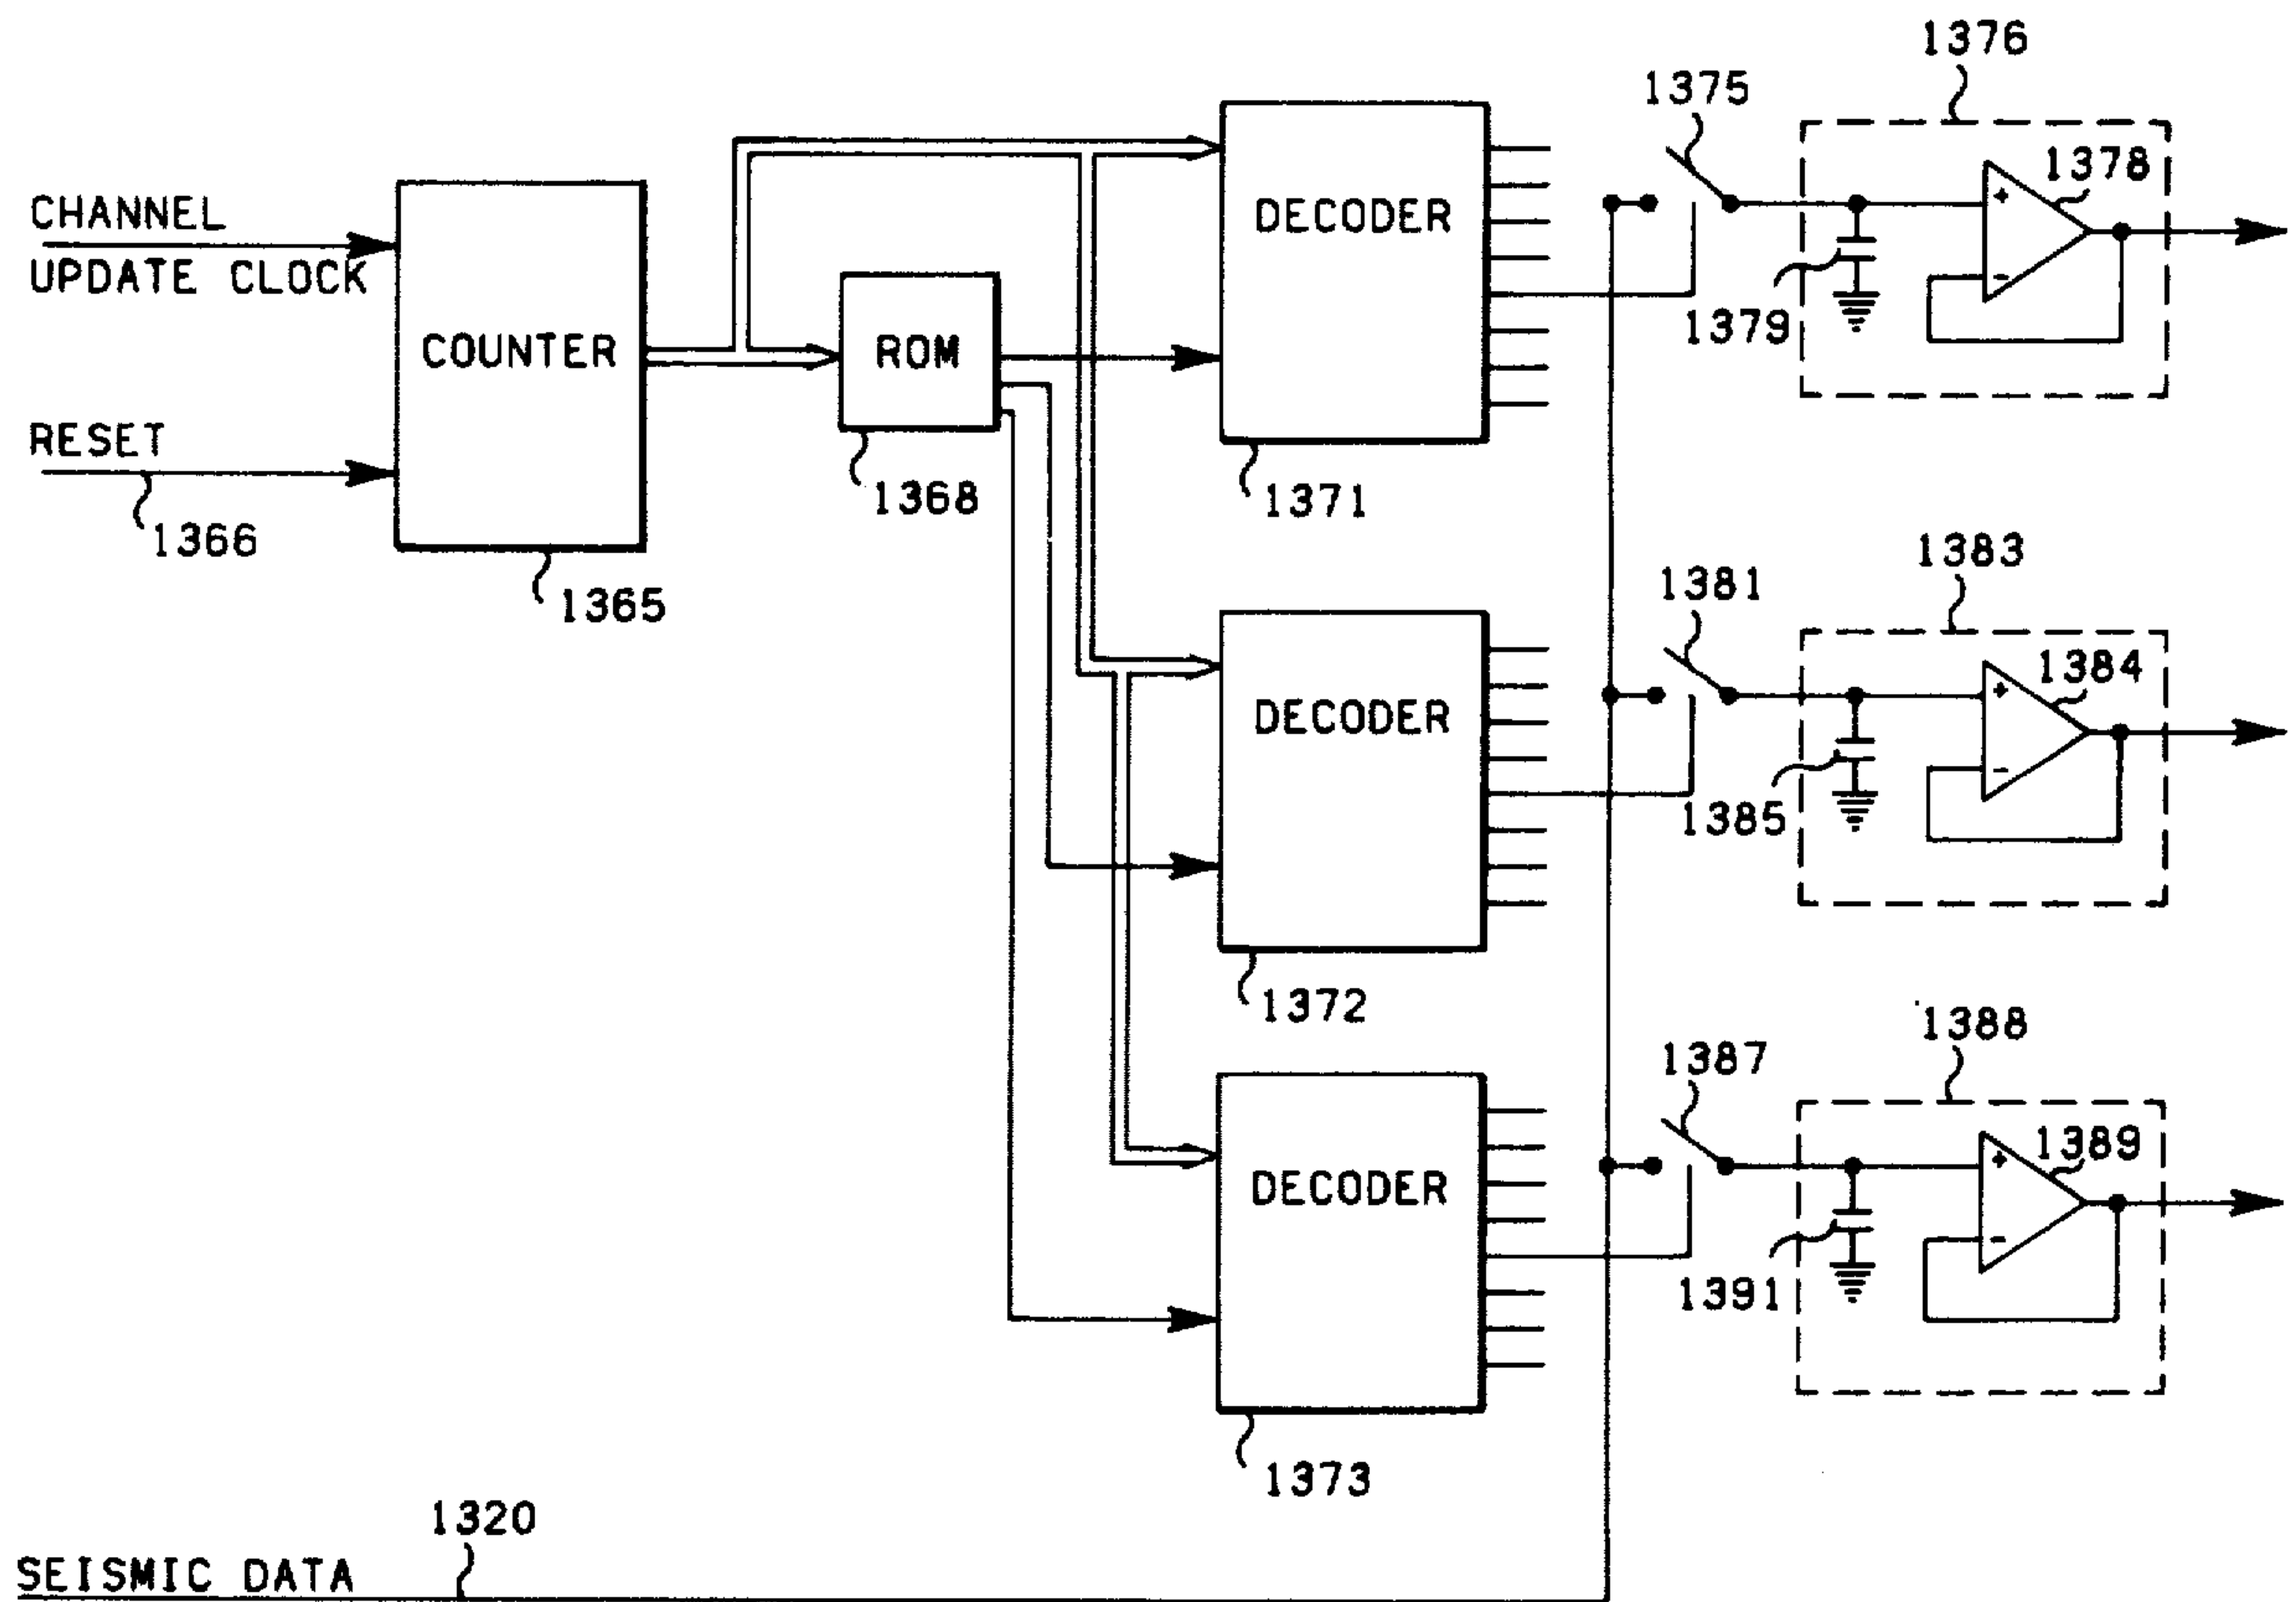 1376
1375
1378
CHANNEL
UPDATE CLOCK
DECODER
+
-
1379
COUNTER
ROM
RESET
1368
1371
1366
1365
1383
1381
1384
DECODER
+
-
1385
1372
1388
1387
1389
DECODER
+
-
1391
1373
1320
SEISMIC DATA